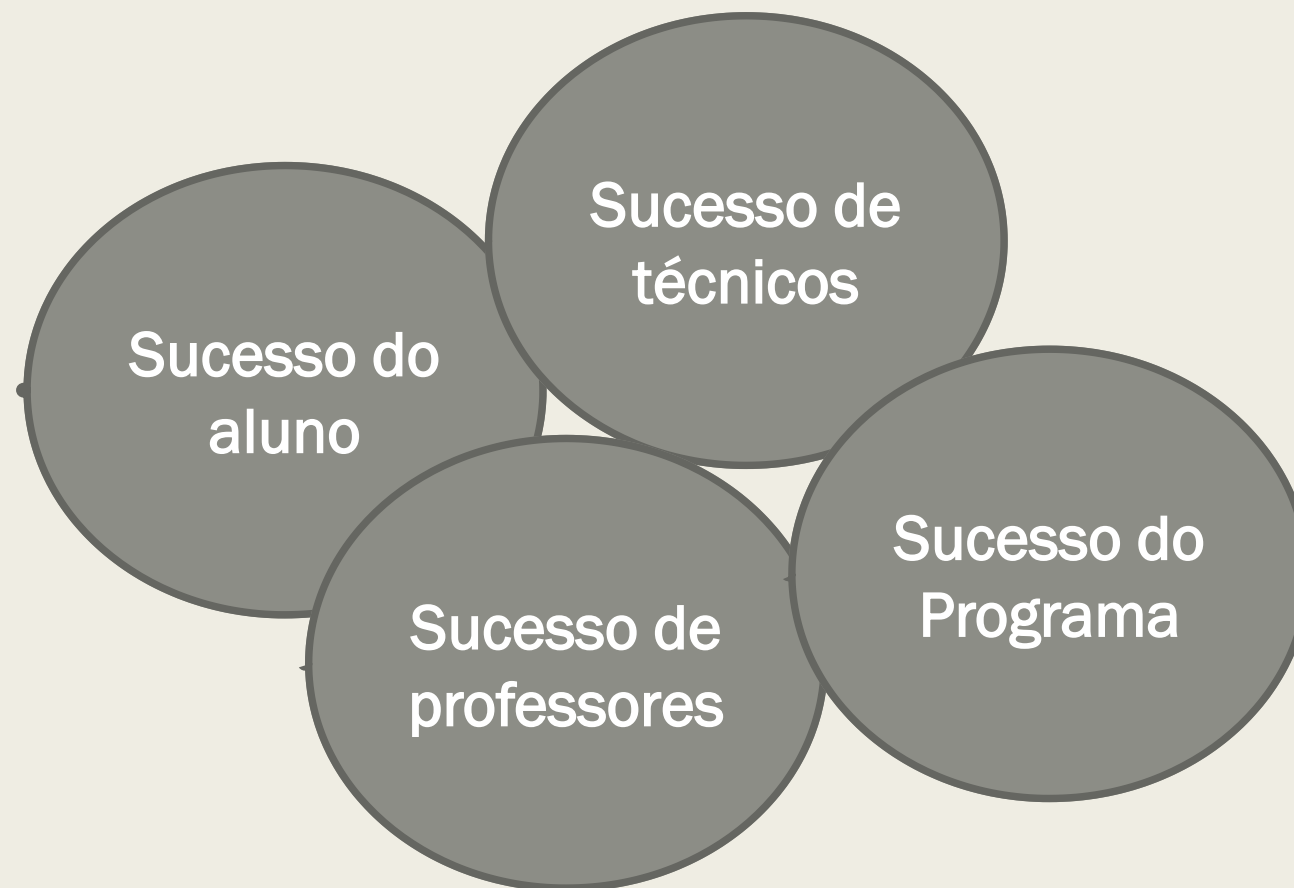 Sucesso de
técnicos
Sucesso do
aluno
Sucesso do
Programa
Sucesso de
professores